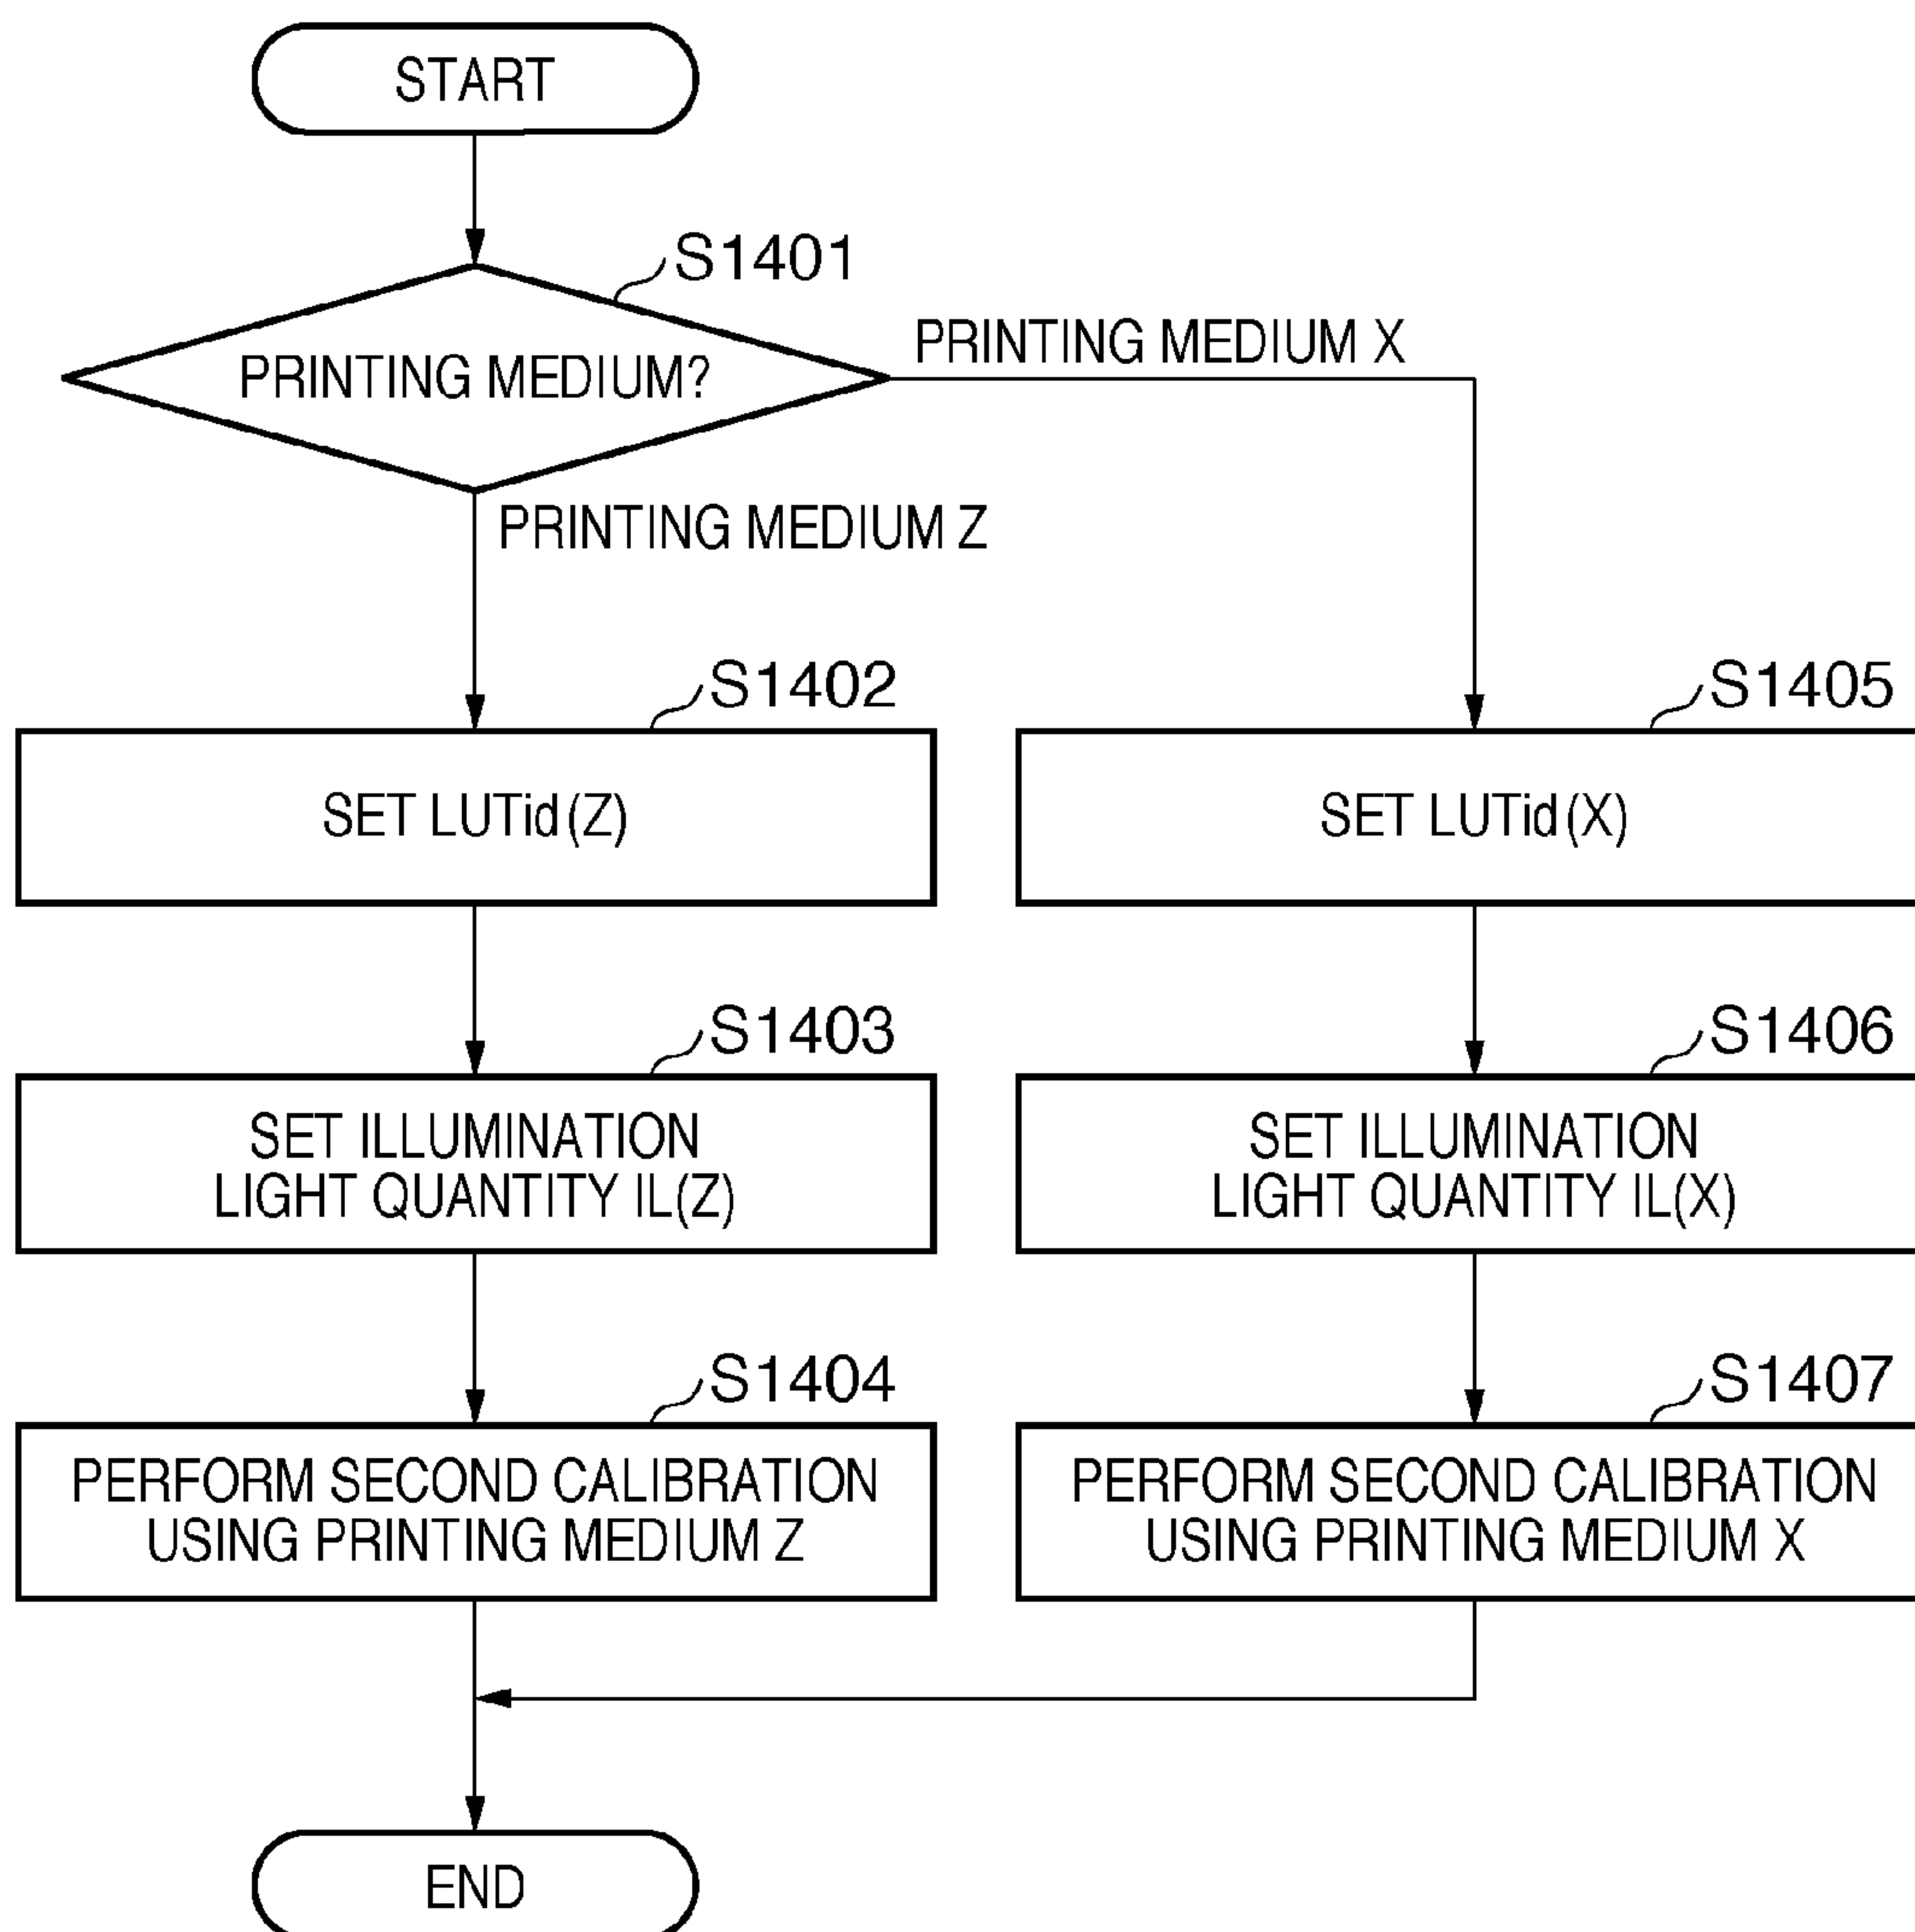 START
S1401
PRINTING MEDIUM?
PRINTING MEDIUM X
PRINTING MEDIUM Z
S1402
SET LUTid(Z)
S1403
SET ILLUMINATION
LIGHT QUANTITY IL(Z)
S1404
PERFORM SECOND CALIBRATION
USING PRINTING MEDIUM Z
S1405
SET LUTid(X)
S1406
SET ILLUMINATION
LIGHT QUANTITY IL(X)
S1407
PERFORM SECOND CALIBRATION
USING PRINTING MEDIUM X
END